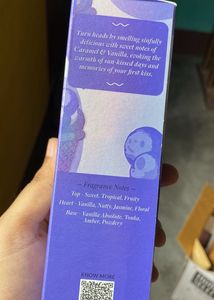 Turn heads by smelling sinfully
delicious with sweet notes of
Caramel & Vanilla, evoking the
warmth of sun-kissed days and
memories of your first kiss.
– Fragrance Notes –
Top - Sweet, Tropical, Fruity
Heart - Vanilla, Nutty, Jasmine, Floral
Base - Vanilla Absolute, Tonka,
Amber, Powdery
KNOW MORE